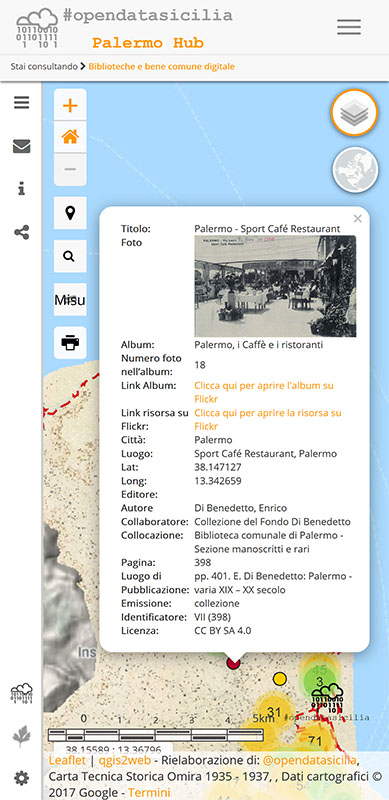 #opendatasicilia
10110010
01101111
1 101
Palermo Hub
Stai consultando > Biblioteche e bene comune digitale
+
−
i
Misu
×
Titolo: Palermo - Sport Café Restaurant
Foto
Album: Palermo, i Caffè e i ristoranti
Numero foto nell'album: 18
Link Album: Clicca qui per aprire l'album su
Flickr
Link risorsa su Clicca qui per aprire la risorsa su
Flickr: Flickr
Città: Palermo
Luogo: Sport Café Restaurant, Palermo
Lat: 38.147127
Long: 13.342659
Editore:
Autore Di Benedetto, Enrico
Collaboratore: Collezione del Fondo Di Benedetto
Collocazione: Biblioteca comunale di Palermo -
Sezione manoscritti e rari
Pagina: 398
Luogo di pp. 401. E. Di Benedetto: Palermo -
Pubblicazione: varia XIX – XX secolo
Emissione: collezione
Identificatore: VII (398)
Licenza: CC BY SA 4.0
Ins
45
3
31
71
#opendatasicilia
0 1 2 3 4 5km
38.15589 : 13.36796
Leaflet | qgis2web - Rielaborazione di: @opendatasicilia,
Carta Tecnica Storica Omira 1935 - 1937, , Dati cartografici ©
2017 Google - Termini